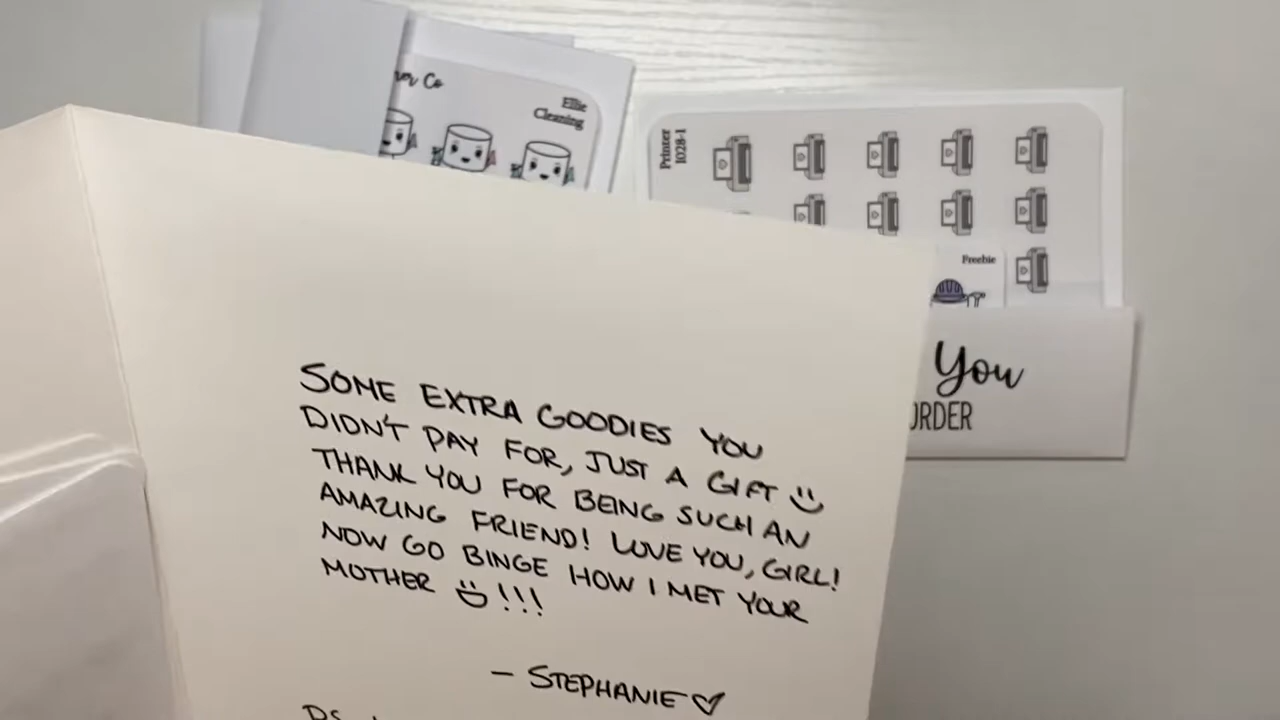 Co
Ellie
Cleaning
Printer
1028-1
Freebie
You
ORDER
SOME EXTRA GOODIES YOU
DIDN'T PAY FOR, JUST A GIFT
THANK YOU FOR BEING SUCH AN
AMAZING FRIEND! LOVE YOU, GIRL!
NOW GO BINGE HOW I MET YOUR
MOTHER !!!
- STEPHANIE ♡